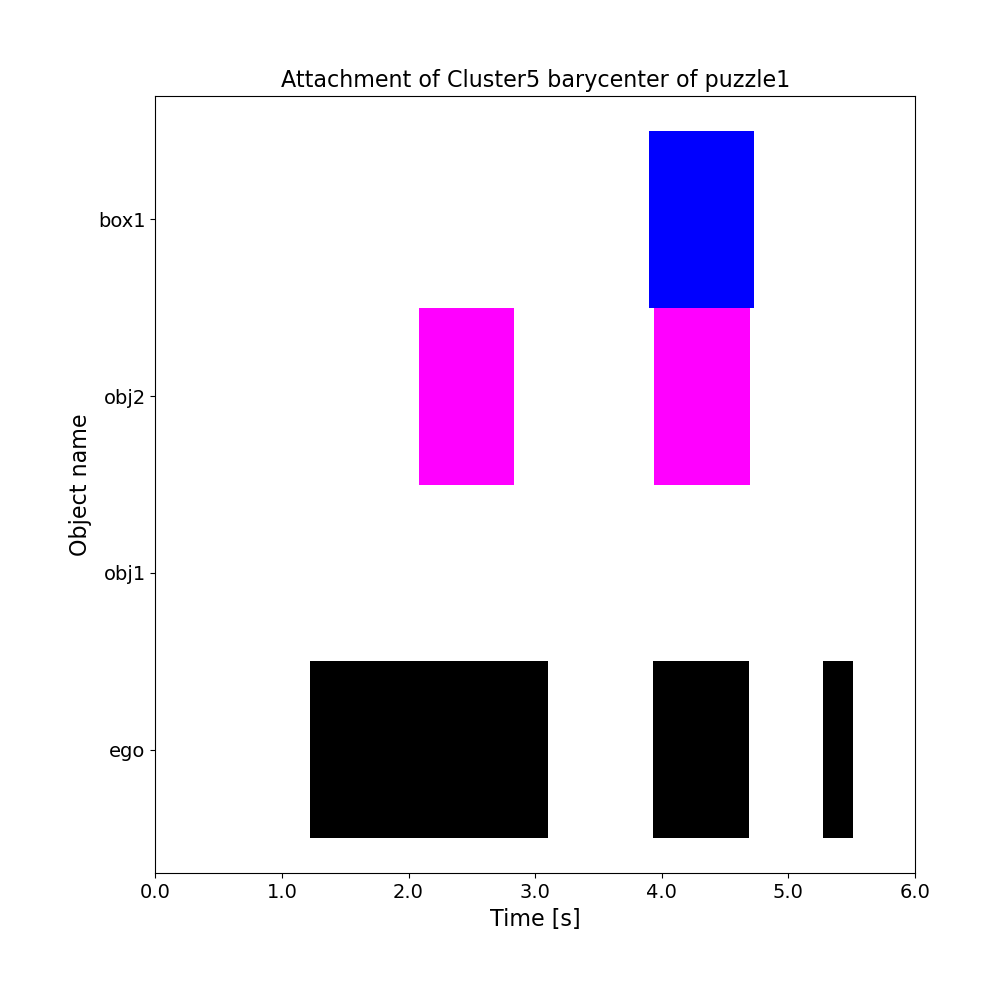 Attachment of Cluster5 barycenter of puzzle1
box1
obj2
obj1
ego
Object name
0.0 1.0 2.0 3.0 4.0 5.0 6.0
Time [s]